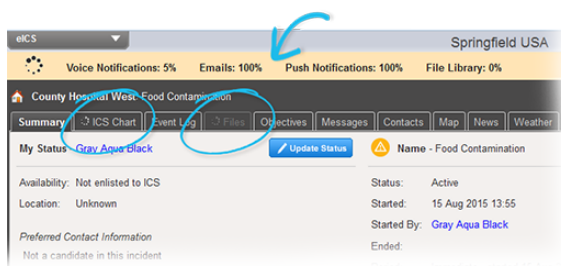 eICS Springfield USA
Voice Notifications: 5% Emails: 100% Push Notifications: 100% File Library: 0%
County Hospital West: Food Contamination
Summary ICS Chart Event Log Files Objectives Messages Contacts Map News Weather
My Status Gray Aqua Black Update Status Name - Food Contamination
Availability: Not enlisted to ICS Status: Active
Location: Unknown Started: 15 Aug 2015 13:55
Started By: Gray Aqua Black
Preferred Contact Information Ended:
Not a candidate in this incident